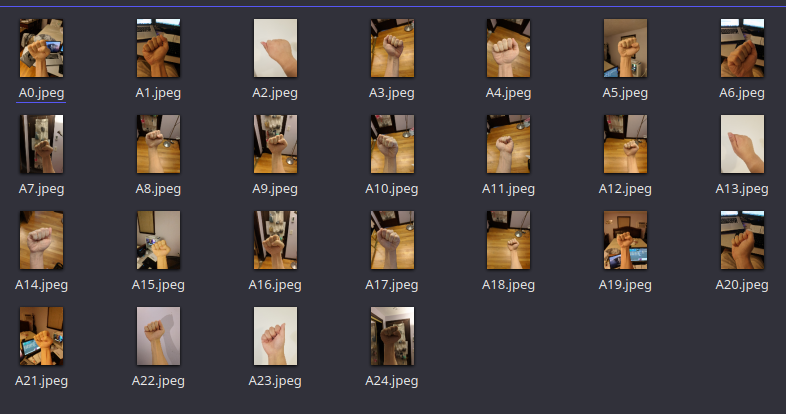 A0.jpeg A1.jpeg A2.jpeg A3.jpeg A4.jpeg A5.jpeg A6.jpeg
A7.jpeg A8.jpeg A9.jpeg A10.jpeg A11.jpeg A12.jpeg A13.jpeg
A14.jpeg A15.jpeg A16.jpeg A17.jpeg A18.jpeg A19.jpeg A20.jpeg
A21.jpeg A22.jpeg A23.jpeg A24.jpeg